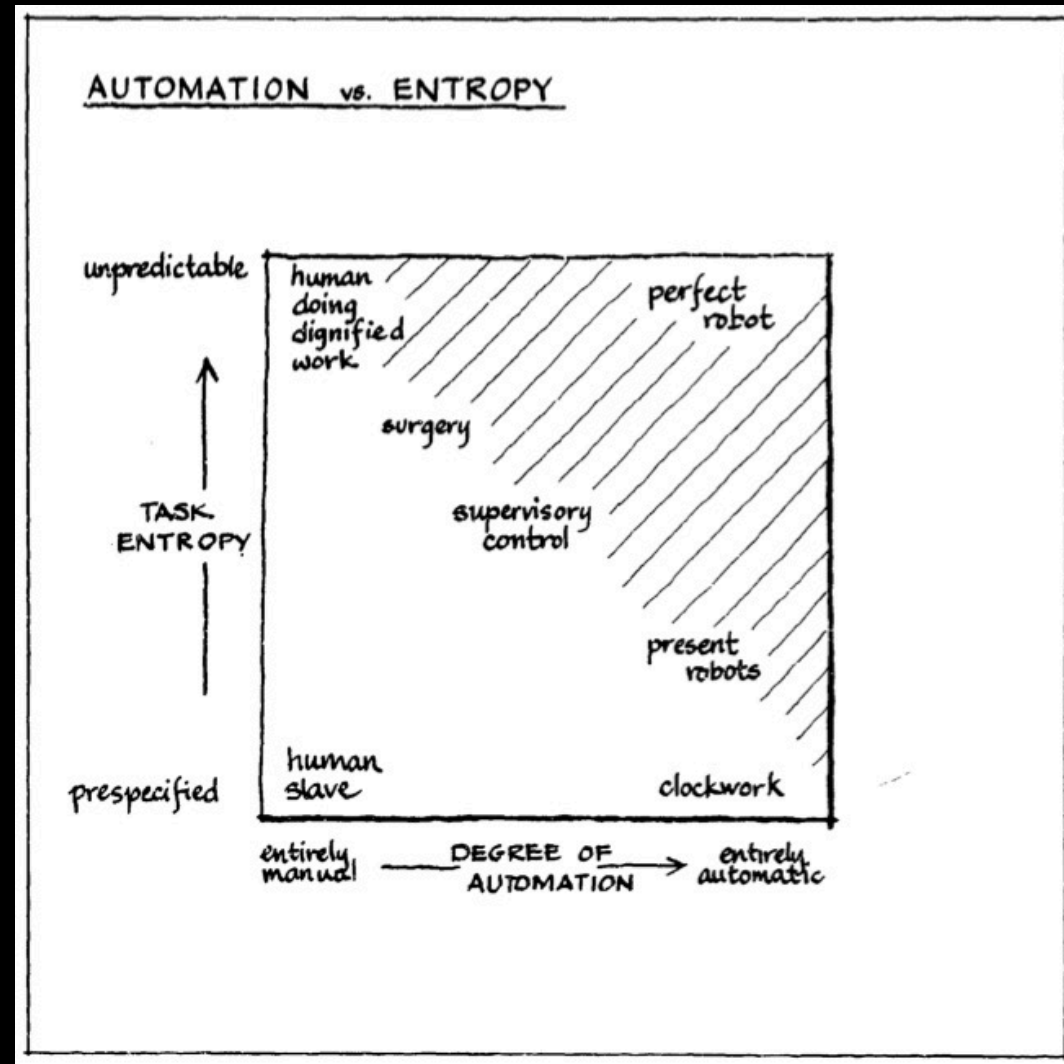 AUTOMATION vs. ENTROPY
unpredictable
human
doing
dignified
work
perfect
robot
surgery
TASK
ENTROPY
supervisory
control
present
robots
prespecified
human
slave
clockwork
entirely
manual
DEGREE OF
AUTOMATION
entirely
automatic